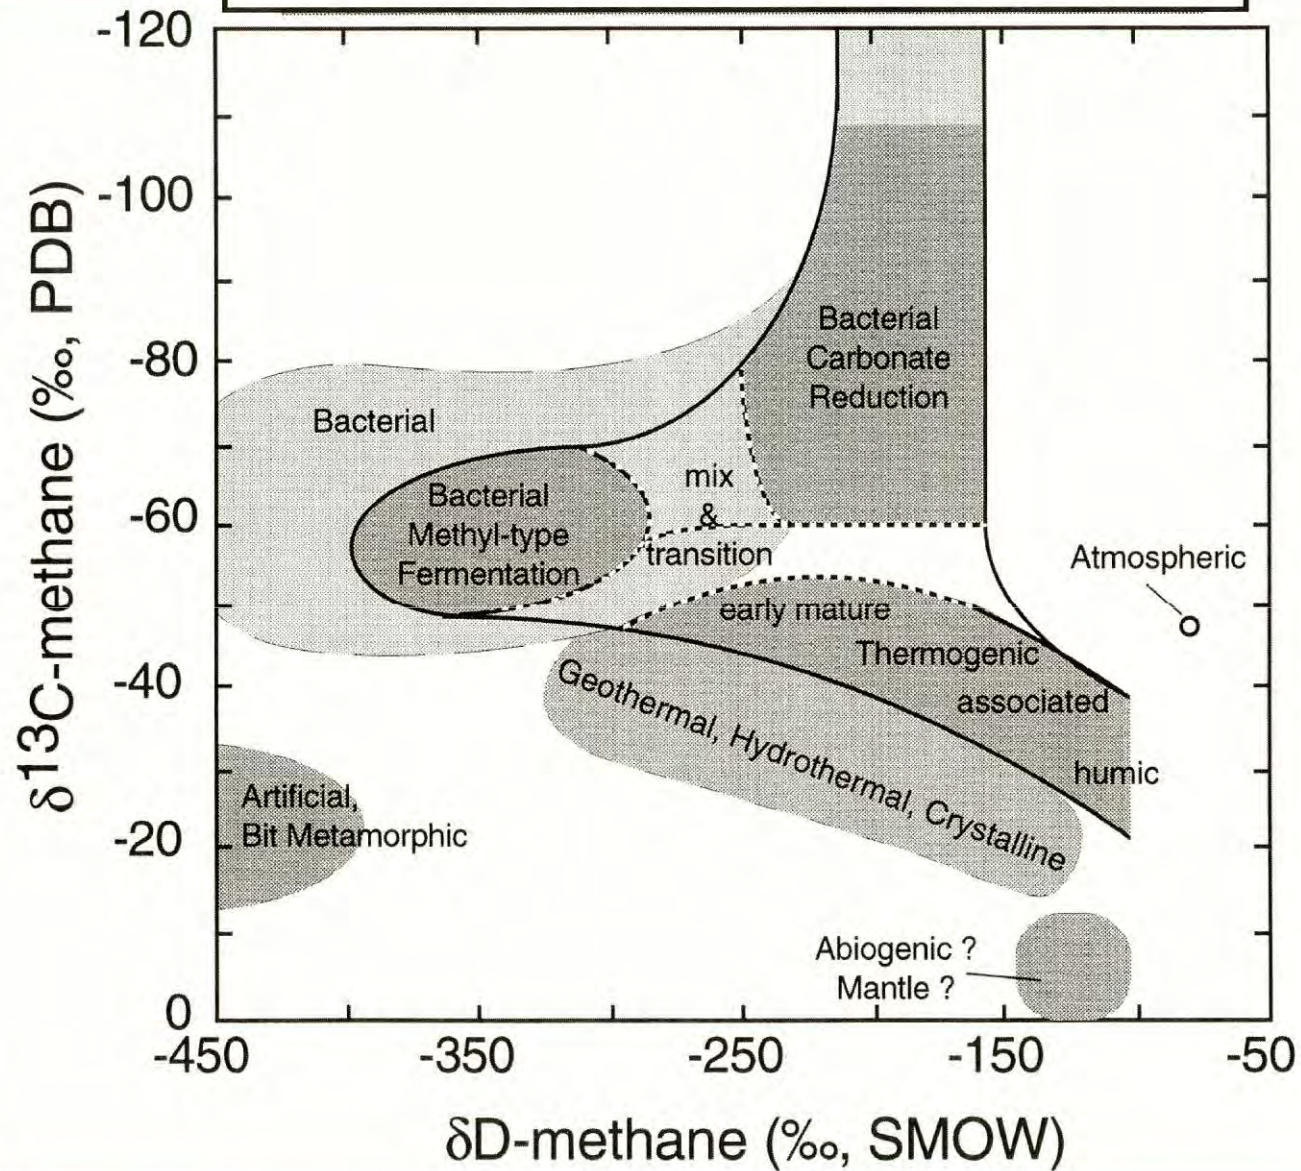 -120
-100
-80
-60
-40
-20
0
δ13C-methane (‰, PDB)
Bacterial
Carbonate
Reduction
Bacterial
mix
&
transition
Bacterial
Methyl-type
Fermentation
Atmospheric
early mature
Thermogenic
associated
humic
Geothermal, Hydrothermal, Crystalline
Artificial,
Bit Metamorphic
Abiogenic ?
Mantle ?
-450
-350
-250
-150
-50
δD-methane (‰, SMOW)